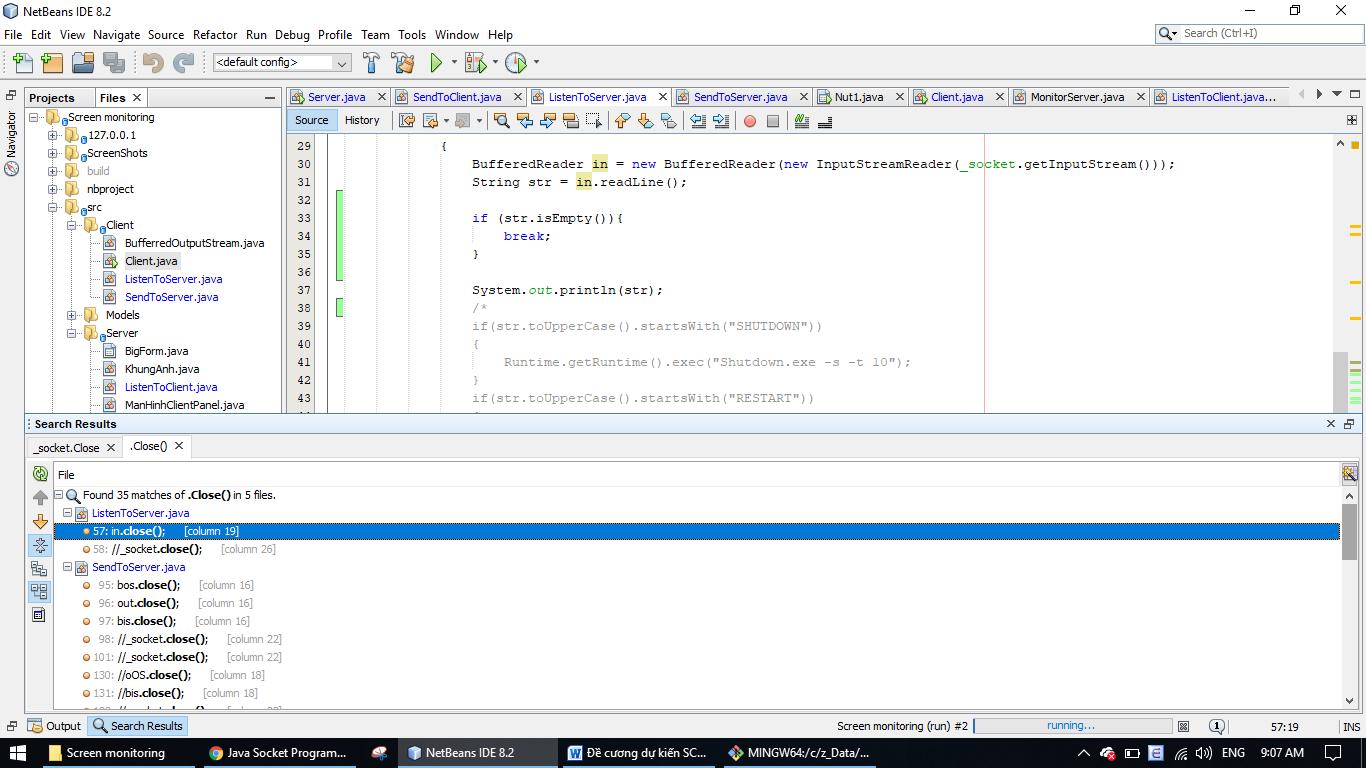 NetBeans IDE 8.2
File Edit View Navigate Source Refactor Run Debug Profile Team Tools Window Help
Search (Ctrl+I)
<default config>
Projects Files
Server.java SendToClient.java ListenToServer.java SendToServer.java Nut1.java Client.java MonitorServer.java ListenToClient.java...
Navigator
Source History
Screen monitoring
127.0.0.1
ScreenShots
build
nbproject
src
Client
BufferredOutputStream.java
Client.java
ListenToServer.java
SendToServer.java
Models
Server
BigForm.java
KhungAnh.java
ListenToClient.java
ManHinhClientPanel.java
29 {
30 BufferedReader in = new BufferedReader(new InputStreamReader(_socket.getInputStream()));
31 String str = in.readLine();
32
33 if (str.isEmpty()){
34 break;
35 }
36
37 System.out.println(str);
38 /*
39 if(str.toUpperCase().startsWith("SHUTDOWN"))
40 {
41 Runtime.getRuntime().exec("Shutdown.exe -s -t 10");
42 }
43 if(str.toUpperCase().startsWith("RESTART"))
Search Results
_socket.Close .Close()
File
Found 35 matches of .Close() in 5 files.
ListenToServer.java
57: in.close(); [column 19]
58: //_socket.close(); [column 26]
SendToServer.java
95: bos.close(); [column 16]
96: out.close(); [column 16]
97: bis.close(); [column 16]
98: //_socket.close(); [column 22]
101: //_socket.close(); [column 22]
130: //oOS.close(); [column 18]
131: //bis.close(); [column 18]
Output Search Results
Screen monitoring (run) #2 running... 1 57:19 INS
Screen monitoring Java Socket Program... NetBeans IDE 8.2 Đề cương dự kiến SC... MINGW64:/c/z_Data/... ENG 9:07 AM